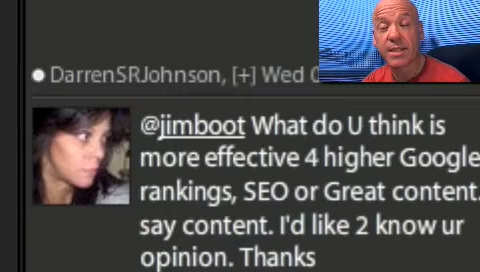 DarrenSRJohnson, [+] Wed
@jimboot What do U think is
more effective 4 higher Google
rankings, SEO or Great content.
say content. I'd like 2 know ur
opinion. Thanks